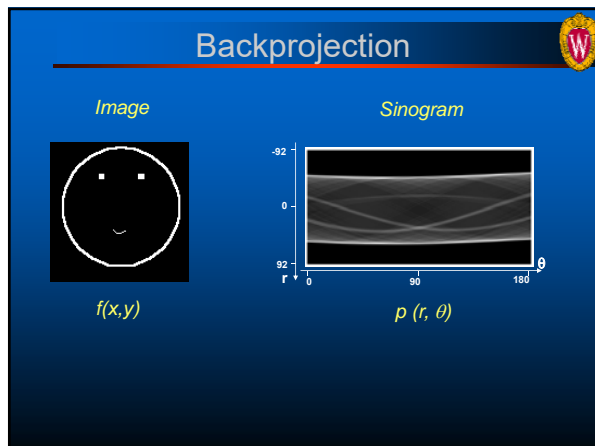 Backprojection
W
Image
Sinogram
-92
0
92
r
0
90
180
θ
f(x,y)
p (r, θ)